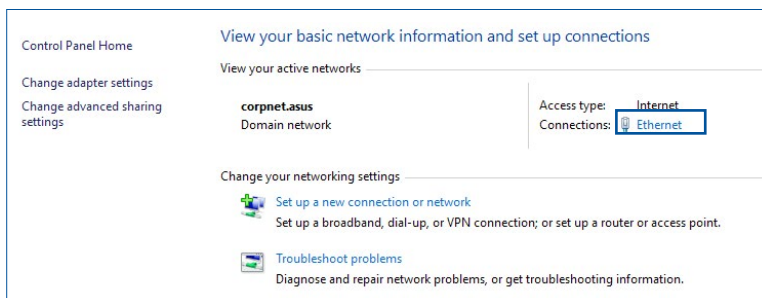 View your basic network information and set up connections
Control Panel Home
Change adapter settings
Change advanced sharing
settings
View your active networks
corpnet.asus
Domain network
Access type: Internet
Connections: Ethernet
Change your networking settings
Set up a new connection or network
Set up a broadband, dial-up, or VPN connection; or set up a router or access point.
Troubleshoot problems
Diagnose and repair network problems, or get troubleshooting information.